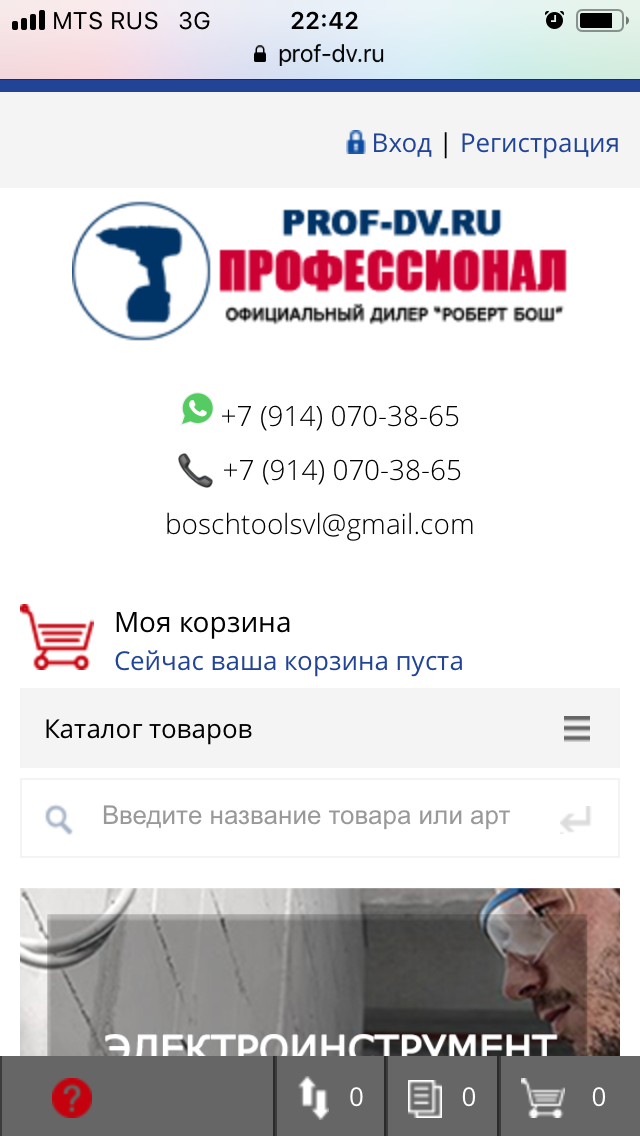 MTS RUS 3G 22:42
prof-dv.ru
Вход | Регистрация
PROF-DV.RU
ПРОФЕССИОНАЛ
ОФИЦИАЛЬНЫЙ ДИЛЕР "РОБЕРТ БОШ"
+7 (914) 070-38-65
+7 (914) 070-38-65
boschtoolsvl@gmail.com
Моя корзина
Сейчас ваша корзина пуста
Каталог товаров
Введите название товара или арт
ЭЛЕКТРОИНСТРУМЕНТ
? 0 0 0